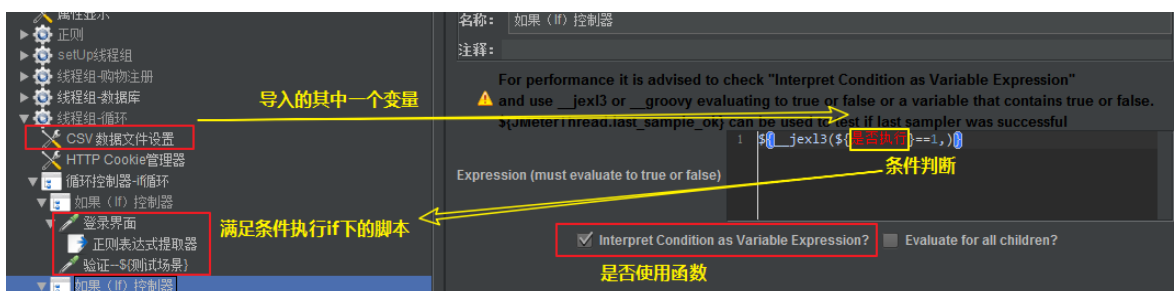 属性显示
正则
setUp线程组
线程组-购物注册
线程组-数据库
线程组-循环
CSV 数据文件设置
HTTP Cookie管理器
循环控制器-if循环
如果（If）控制器
登录界面
正则表达式提取器
验证--${测试场景}
如果（If）控制器
导入的其中一个变量
满足条件执行if下的脚本
名称：
如果（If）控制器
注释：
For performance it is advised to check "Interpret Condition as Variable Expression"
and use __jexl3 or __groovy evaluating to true or false or a variable that contains true or false.
${JMeterThread.last_sample_ok} can be used to test if last sampler was successful
1 ${__jexl3(${是否执行}==1,)}
条件判断
Expression (must evaluate to true or false)
Interpret Condition as Variable Expression?
Evaluate for all children?
是否使用函数